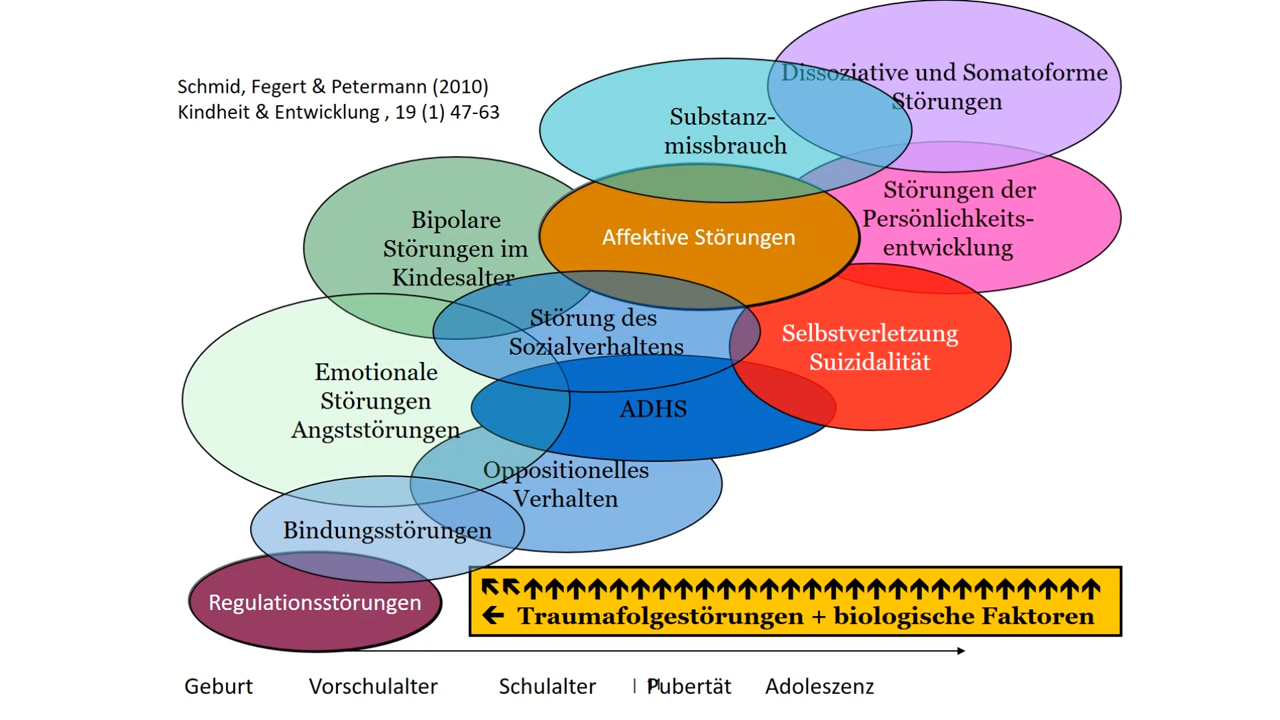 Schmid, Fegert & Petermann (2010)
Kindheit & Entwicklung , 19 (1) 47-63
Dissoziative und Somatoforme
Störungen
Substanz-
missbrauch
Störungen der
Persönlichkeits-
entwicklung
Bipolare
Störungen im
Kindesalter
Affektive Störungen
Störung des
Sozialverhaltens
Selbstverletzung
Suizidalität
Emotionale
Störungen
Angststörungen
ADHS
Oppositionelles
Verhalten
Bindungsstörungen
Regulationsstörungen
Traumafolgestörungen + biologische Faktoren
Geburt
Vorschulalter
Schulalter
Pubertät
Adoleszenz